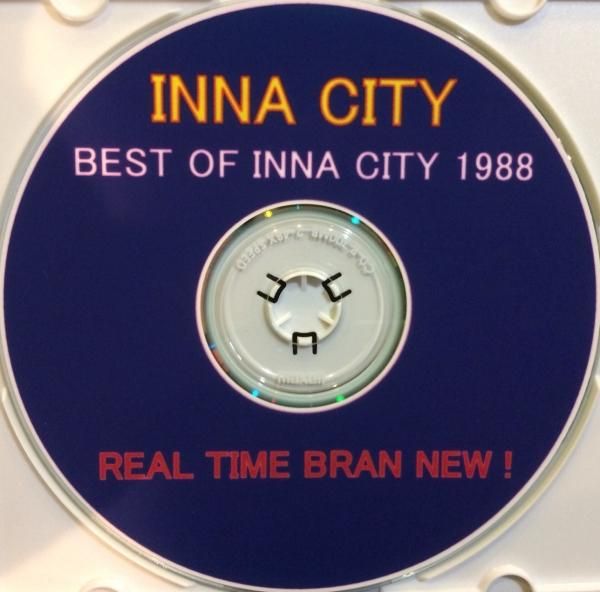 INNA CITY
BEST OF INNA CITY 1988
REAL TIME BRAN NEW !